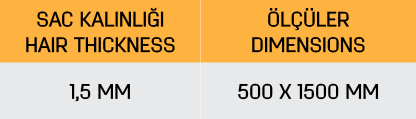 SAC KALINLIĞI
HAIR THICKNESS
ÖLÇÜLER
DIMENSIONS
1,5 MM
500 X 1500 MM